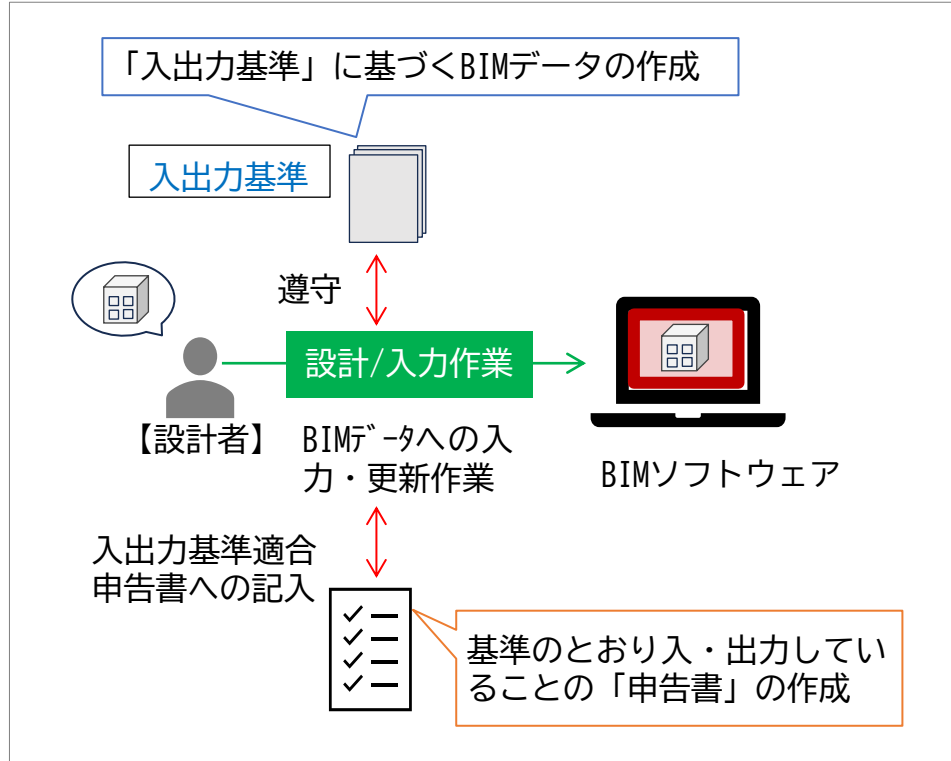 「入出力基準」に基づくBIMデータの作成
入出力基準
遵守
設計/入力作業
【設計者】
BIMﾃﾞｰﾀへの入
力・更新作業
BIMソフトウェア
入出力基準適合
申告書への記入
基準のとおり入・出力してい
ることの「申告書」の作成